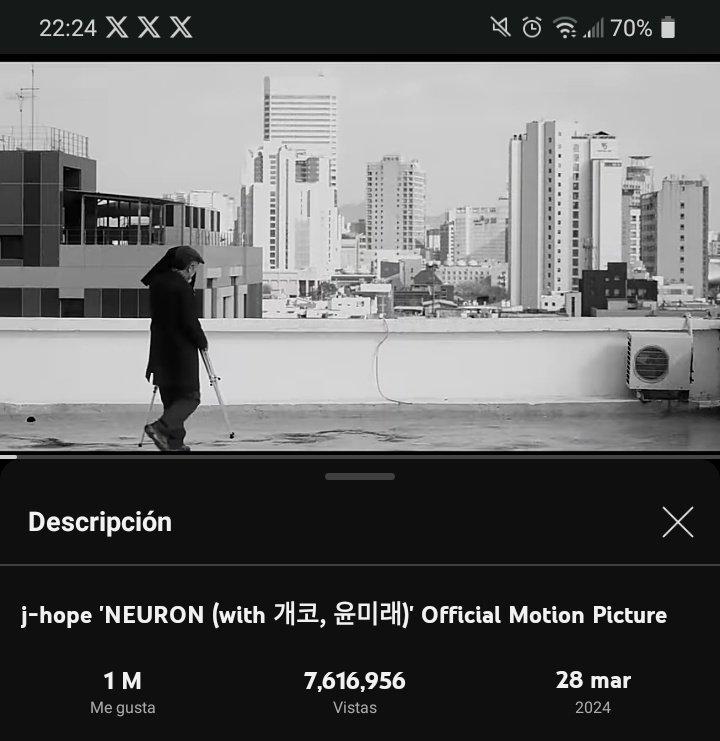 22:24 70%
Descripción
j-hope 'NEURON (with 개코, 윤미래)' Official Motion Picture
1 M 7,616,956 28 mar
Me gusta Vistas 2024